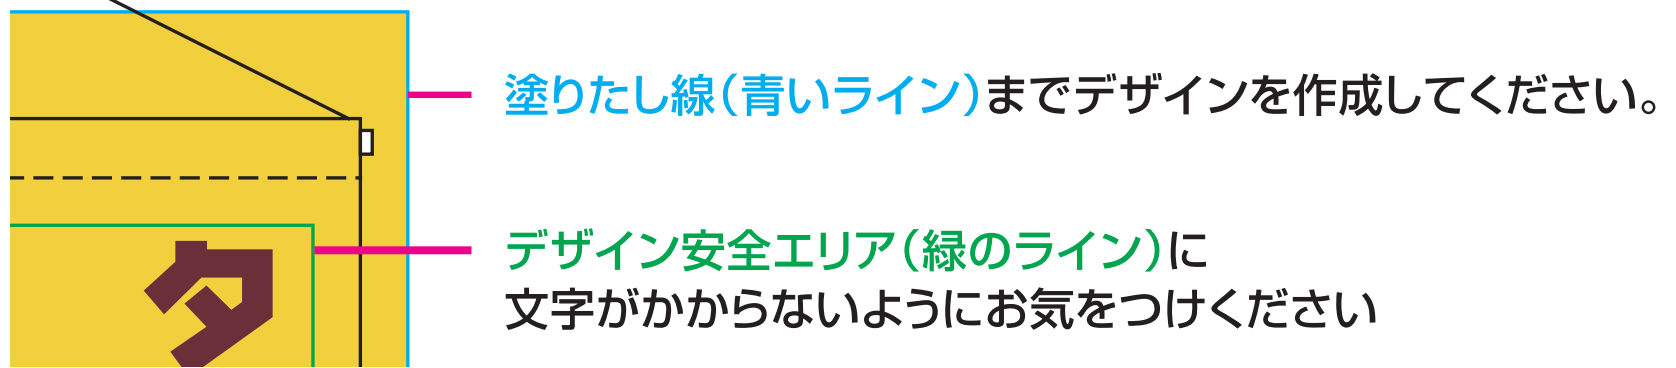 塗りたし線（青いライン）までデザインを作成してください。
デザイン安全エリア（緑のライン）に
文字がかからないようにお気をつけください
タ